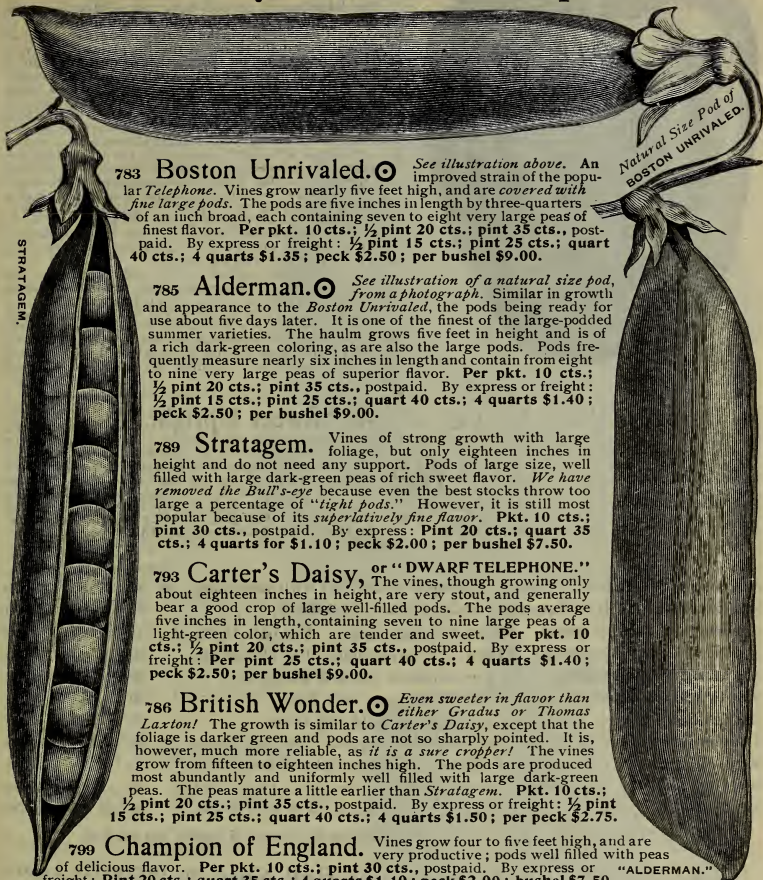 Natural Size Pod of
BOSTON UNRIVALED.
STRATAGEM.
783 Boston Unrivaled. See illustration above. An
improved strain of the popu-
lar Telephone. Vines grow nearly five feet high, and are covered with
fine large pods. The pods are five inches in length by three-quarters
of an inch broad, each containing seven to eight very large peas of
finest flavor. Per pkt. 10 cts.; ½ pint 20 cts.; pint 35 cts., post-
paid. By express or freight: ½ pint 15 cts.; pint 25 cts.; quart
40 cts.; 4 quarts $1.35; peck $2.50; per bushel $9.00.
785 Alderman. See illustration of a natural size pod,
from a photograph. Similar in growth
and appearance to the Boston Unrivaled, the pods being ready for
use about five days later. It is one of the finest of the large-podded
summer varieties. The haulm grows five feet in height and is of
a rich dark-green coloring, as are also the large pods. Pods fre-
quently measure nearly six inches in length and contain from eight
to nine very large peas of superior flavor. Per pkt. 10 cts.;
½ pint 20 cts.; pint 35 cts., postpaid. By express or freight:
½ pint 15 cts.; pint 25 cts.; quart 40 cts.; 4 quarts $1.40;
peck $2.50; per bushel $9.00.
789 Stratagem. Vines of strong growth with large
foliage, but only eighteen inches in
height and do not need any support. Pods of large size, well
filled with large dark-green peas of rich sweet flavor. We have
removed the Bull's-eye because even the best stocks throw too
large a percentage of "tight pods." However, it is still most
popular because of its superlatively fine flavor. Pkt. 10 cts.;
pint 30 cts., postpaid. By express: Pint 20 cts.; quart 35
cts.; 4 quarts for $1.10; peck $2.00; per bushel $7.50.
793 Carter's Daisy, or "DWARF TELEPHONE."
The vines, though growing only
about eighteen inches in height, are very stout, and generally
bear a good crop of large well-filled pods. The pods average
five inches in length, containing seven to nine large peas of a
light-green color, which are tender and sweet. Per pkt. 10
cts.; ½ pint 20 cts.; pint 35 cts., postpaid. By express or
freight: Per pint 25 cts.; quart 40 cts.; 4 quarts $1.40;
peck $2.50; per bushel $9.00.
786 British Wonder. Even sweeter in flavor than
either Gradus or Thomas
Laxton! The growth is similar to Carter's Daisy, except that the
foliage is darker green and pods are not so sharply pointed. It is,
however, much more reliable, as it is a sure cropper! The vines
grow from fifteen to eighteen inches high. The pods are produced
most abundantly and uniformly well filled with large dark-green
peas. The peas mature a little earlier than Stratagem. Pkt. 10 cts.;
½ pint 20 cts.; pint 35 cts., postpaid. By express or freight: ½ pint
15 cts.; pint 25 cts.; quart 40 cts.; 4 quarts $1.50; per peck $2.75.
799 Champion of England. Vines grow four to five feet high, and are
very productive; pods well filled with peas
of delicious flavor. Per pkt. 10 cts.; pint 30 cts., postpaid. By express or
freight: Pint 20 cts.; quart 35 cts.; 4 quarts $1.10; peck $2.00; bushel $7.50.
"ALDERMAN."